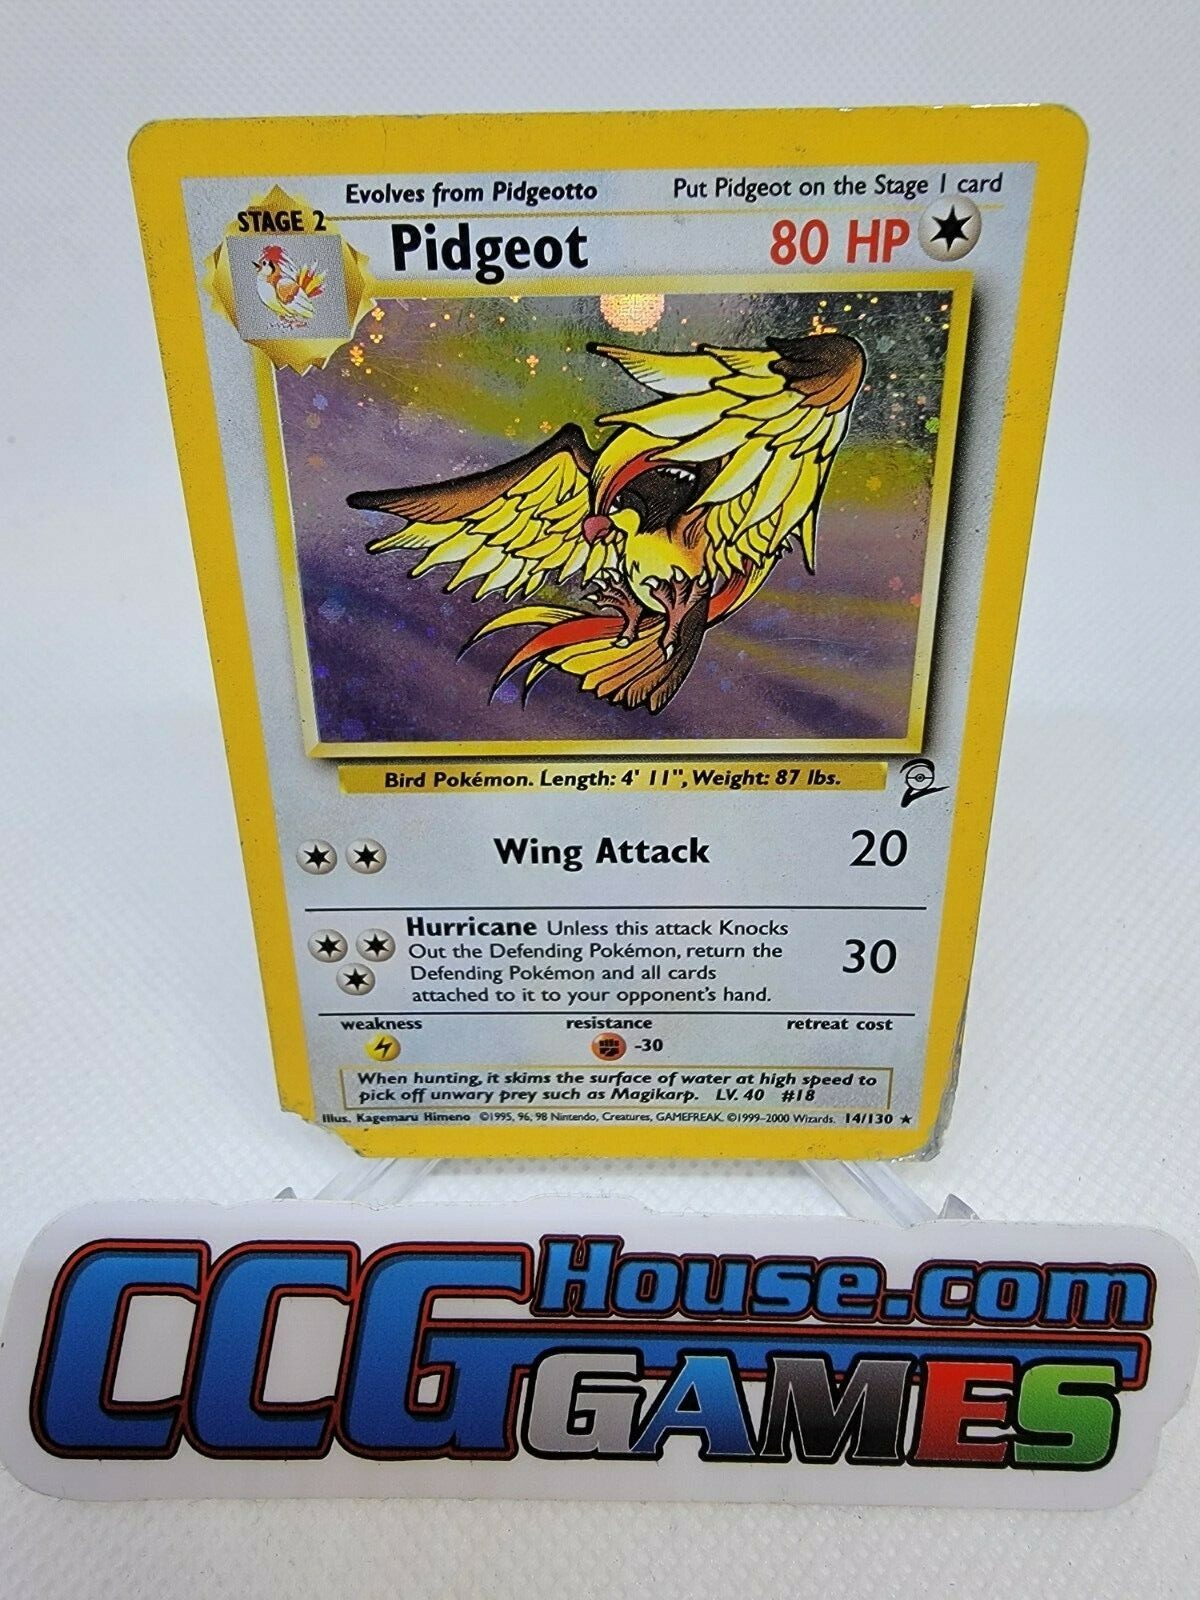 Evolves from Pidgeotto
Put Pidgeot on the Stage 1 card
STAGE 2
Pidgeot
80 HP
Bird Pokémon. Length: 4' 11", Weight: 87 lbs.
Wing Attack
20
Hurricane Unless this attack Knocks
Out the Defending Pokémon, return the
Defending Pokémon and all cards
attached to it to your opponent's hand.
30
weakness
resistance
retreat cost
-30
When hunting, it skims the surface of water at high speed to
pick off unwary prey such as Magikarp. LV. 40 #18
Illus. Kagemaru Himeno ©1995, 96, 98 Nintendo, Creatures, GAMEFREAK. ©1999-2000 Wizards. 14/130 ★
CCG
House.com
GAMES